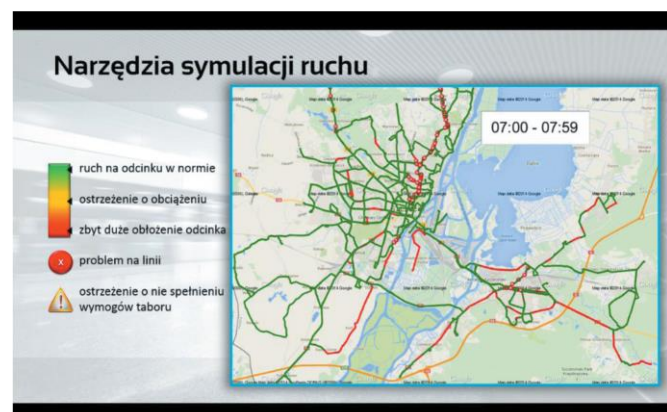 Narzędzia symulacji ruchu
07:00 - 07:59
ruch na odcinku w normie
ostrzeżenie o obciążeniu
zbyt duże obłożenie odcinka
x problem na linii
ostrzeżenie o nie spełnieniu
wymogów taboru